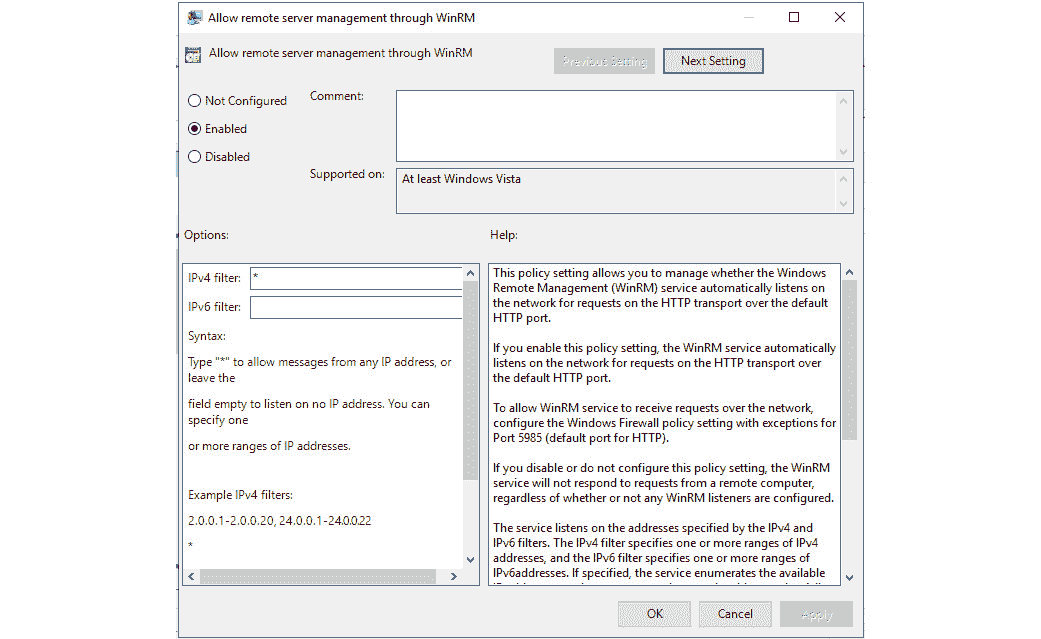 Allow remote server management through WinRM
Allow remote server management through WinRM
Previous Setting
Next Setting
Not Configured
Comment:
Enabled
Disabled
Supported on:
At least Windows Vista
Options:
Help:
IPv4 filter:
*
IPv6 filter:
Syntax:
Type "*" to allow messages from any IP address, or
leave the
field empty to listen on no IP address. You can
specify one
or more ranges of IP addresses.
Example IPv4 filters:
2.0.0.1-2.0.0.20, 24.0.0.1-24.0.0.22
*
This policy setting allows you to manage whether the Windows
Remote Management (WinRM) service automatically listens on
the network for requests on the HTTP transport over the default
HTTP port.
If you enable this policy setting, the WinRM service automatically
listens on the network for requests on the HTTP transport over
the default HTTP port.
To allow WinRM service to receive requests over the network,
configure the Windows Firewall policy setting with exceptions for
Port 5985 (default port for HTTP).
If you disable or do not configure this policy setting, the WinRM
service will not respond to requests from a remote computer,
regardless of whether or not any WinRM listeners are configured.
The service listens on the addresses specified by the IPv4 and
IPv6 filters. The IPv4 filter specifies one or more ranges of IPv4
addresses, and the IPv6 filter specifies one or more ranges of
IPv6addresses. If specified, the service enumerates the available
OK
Cancel
Apply